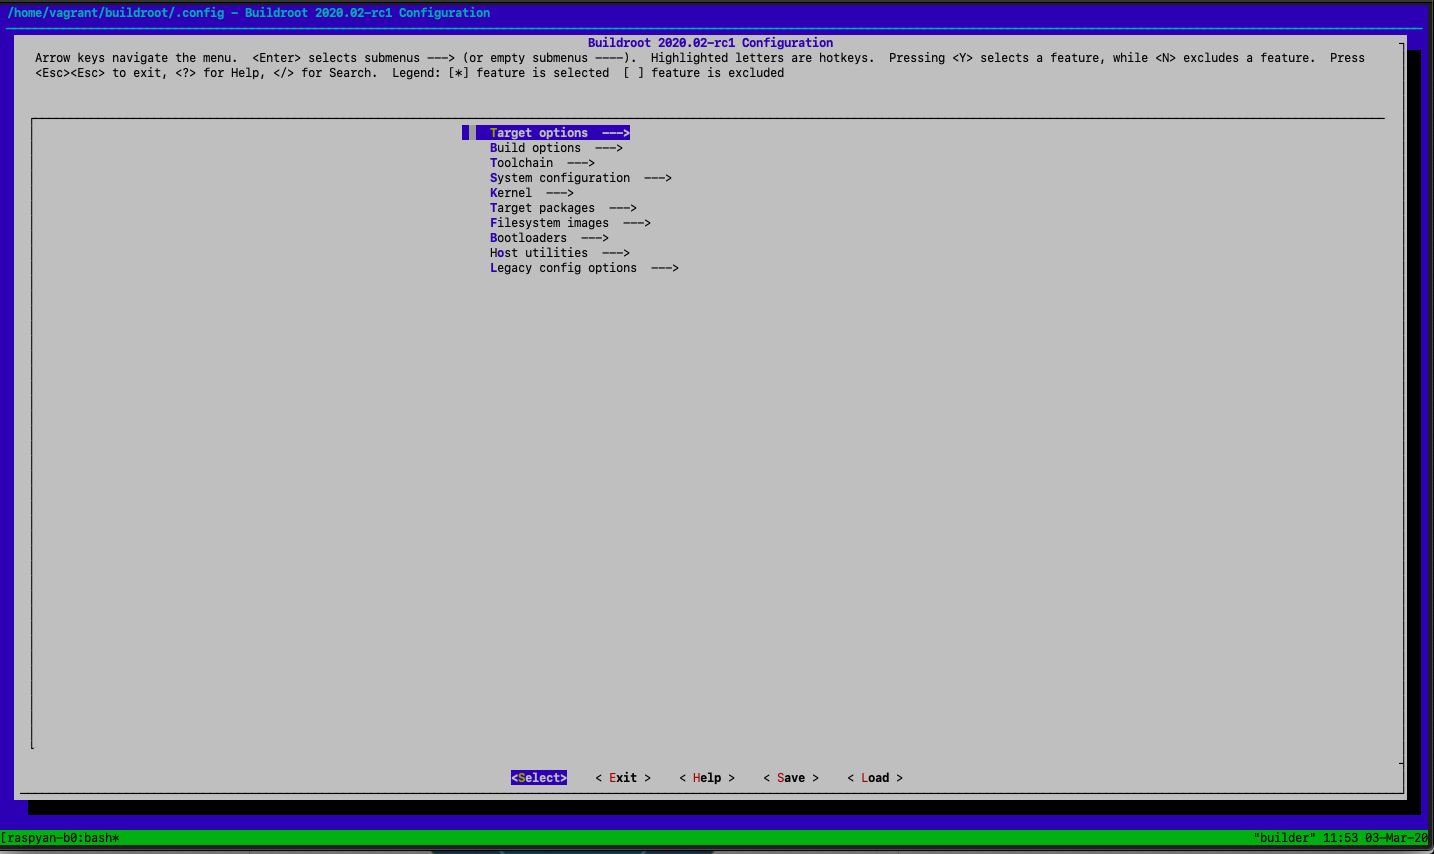 /home/vagrant/buildroot/.config - Buildroot 2020.02-rc1 Configuration
Buildroot 2020.02-rc1 Configuration
Arrow keys navigate the menu.  <Enter> selects submenus ---> (or empty submenus ----).  Highlighted letters are hotkeys.  Pressing <Y> selects a feature, while <N> excludes a feature.  Press
<Esc><Esc> to exit, <?> for Help, </> for Search.  Legend: [*] feature is selected  [ ] feature is excluded
Target options  --->
Build options  --->
Toolchain  --->
System configuration  --->
Kernel  --->
Target packages  --->
Filesystem images  --->
Bootloaders  --->
Host utilities  --->
Legacy config options  --->
<Select>    < Exit >    < Help >    < Save >    < Load >
[raspyan-b0:bash* "builder" 11:53 03-Mar-20